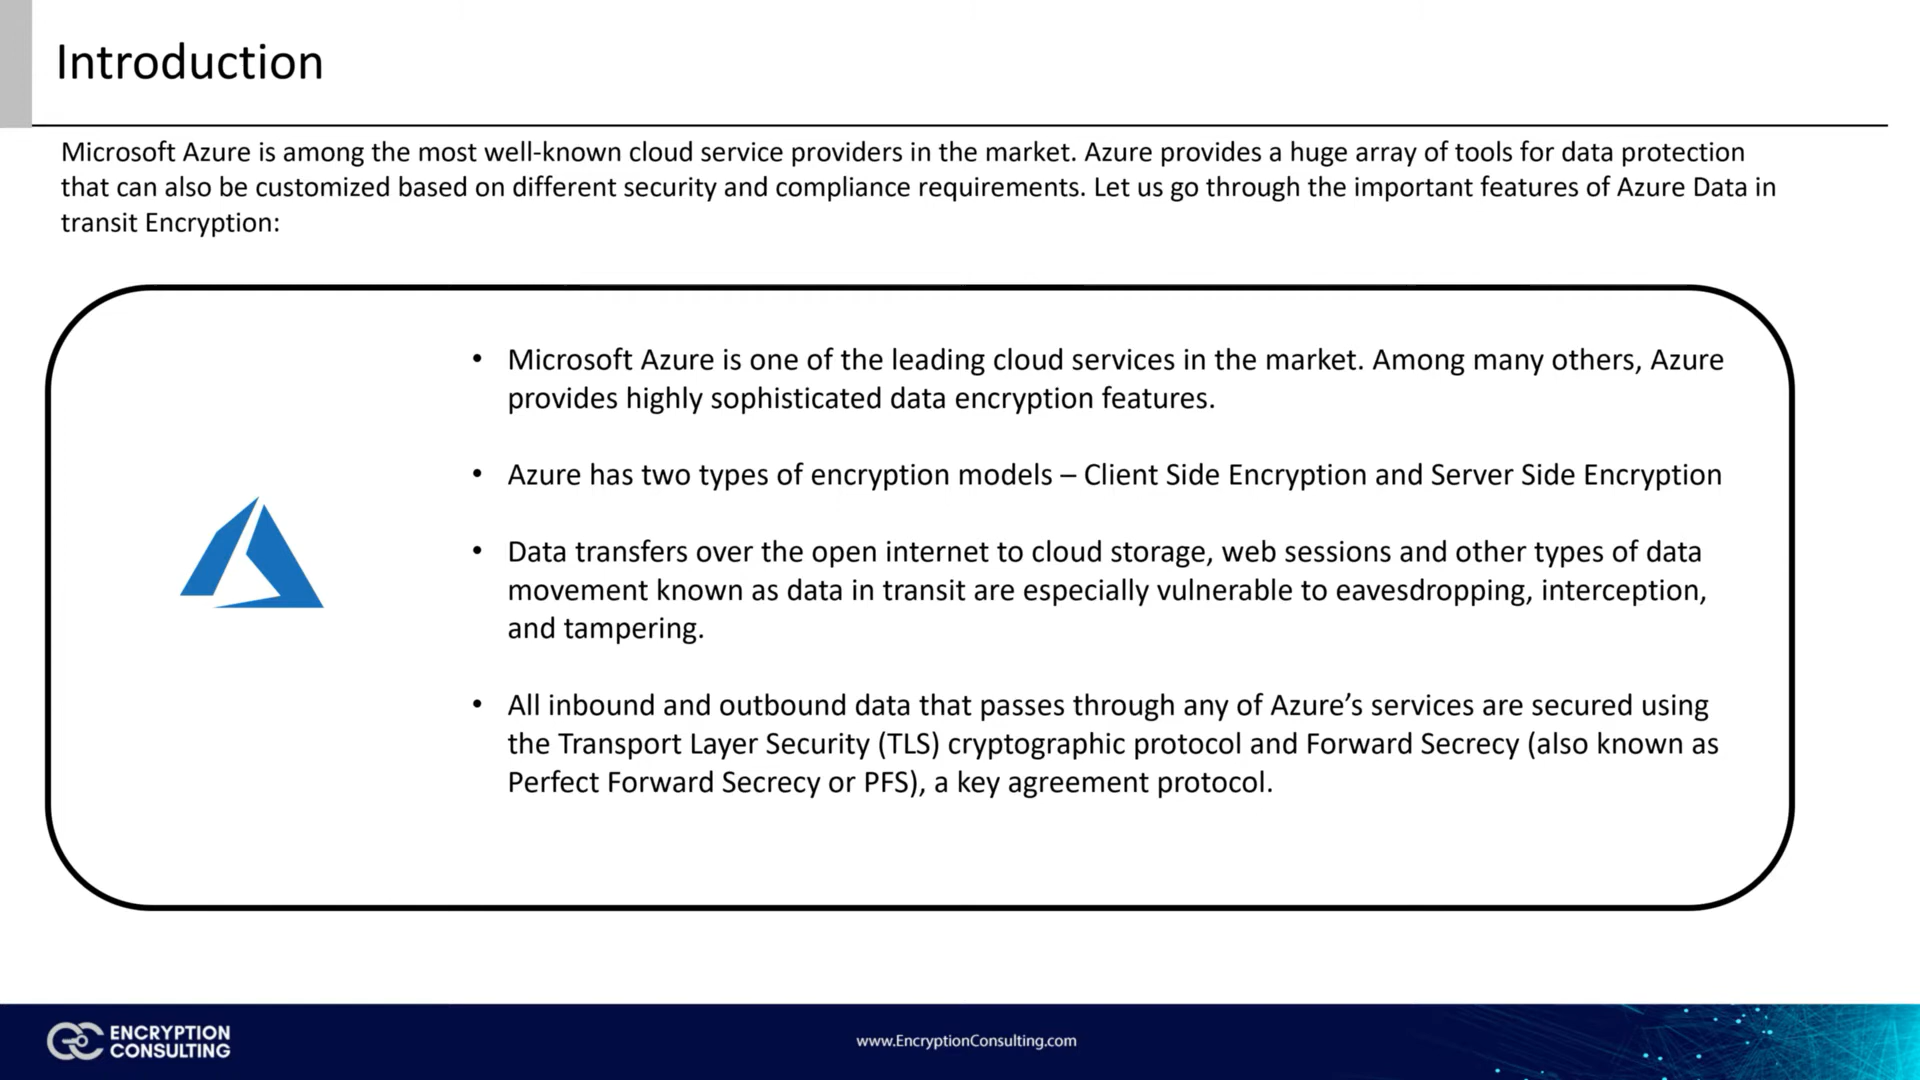 Introduction
Microsoft Azure is among the most well-known cloud service providers in the market. Azure provides a huge array of tools for data protection
that can also be customized based on different security and compliance requirements. Let us go through the important features of Azure Data in
transit Encryption:
• Microsoft Azure is one of the leading cloud services in the market. Among many others, Azure
provides highly sophisticated data encryption features.
• Azure has two types of encryption models – Client Side Encryption and Server Side Encryption
• Data transfers over the open internet to cloud storage, web sessions and other types of data
movement known as data in transit are especially vulnerable to eavesdropping, interception,
and tampering.
• All inbound and outbound data that passes through any of Azure’s services are secured using
the Transport Layer Security (TLS) cryptographic protocol and Forward Secrecy (also known as
Perfect Forward Secrecy or PFS), a key agreement protocol.
ENCRYPTION
CONSULTING
www.EncryptionConsulting.com